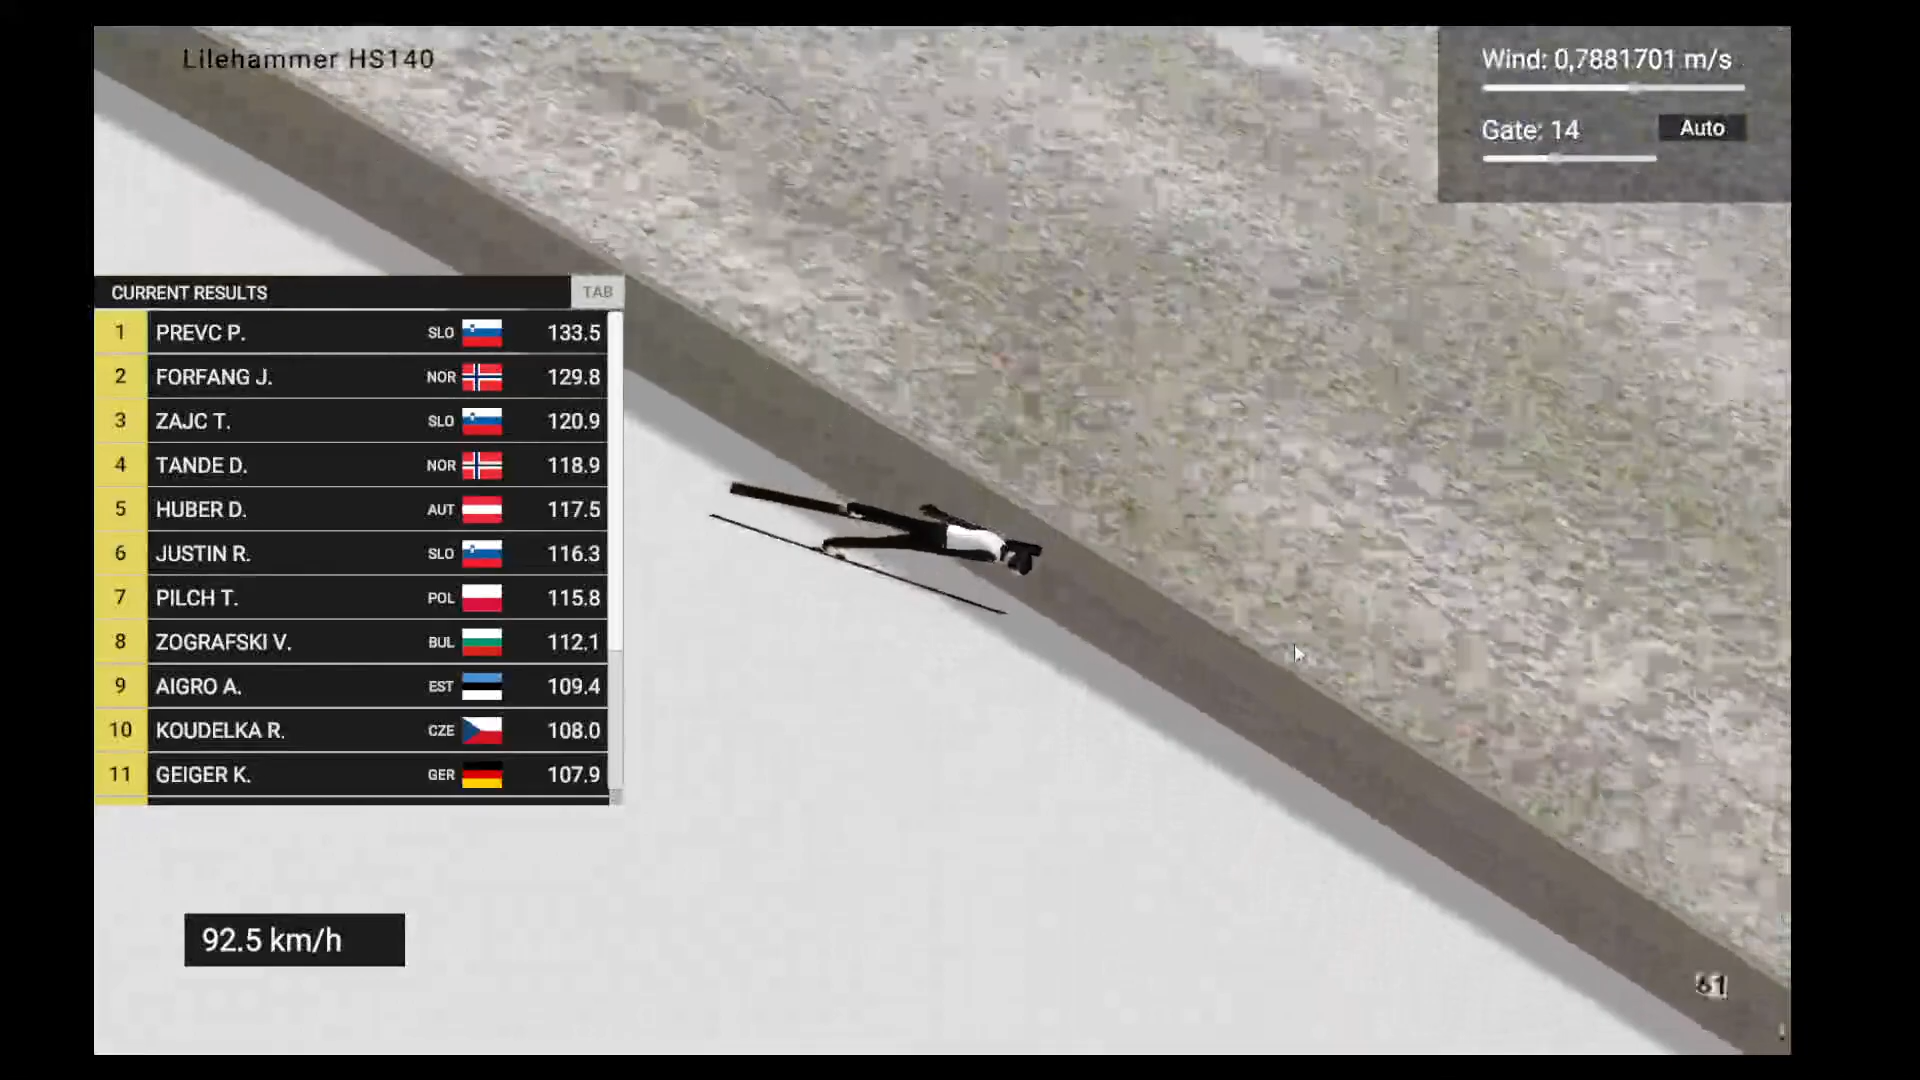 Lilehammer HS140
Wind: 0,7881701 m/s
Gate: 14 Auto
CURRENT RESULTS TAB
1 PREVC P. SLO 133.5
2 FORFANG J. NOR 129.8
3 ZAJC T. SLO 120.9
4 TANDE D. NOR 118.9
5 HUBER D. AUT 117.5
6 JUSTIN R. SLO 116.3
7 PILCH T. POL 115.8
8 ZOGRAFSKI V. BUL 112.1
9 AIGRO A. EST 109.4
10 KOUDELKA R. CZE 108.0
11 GEIGER K. GER 107.9
92.5 km/h
61